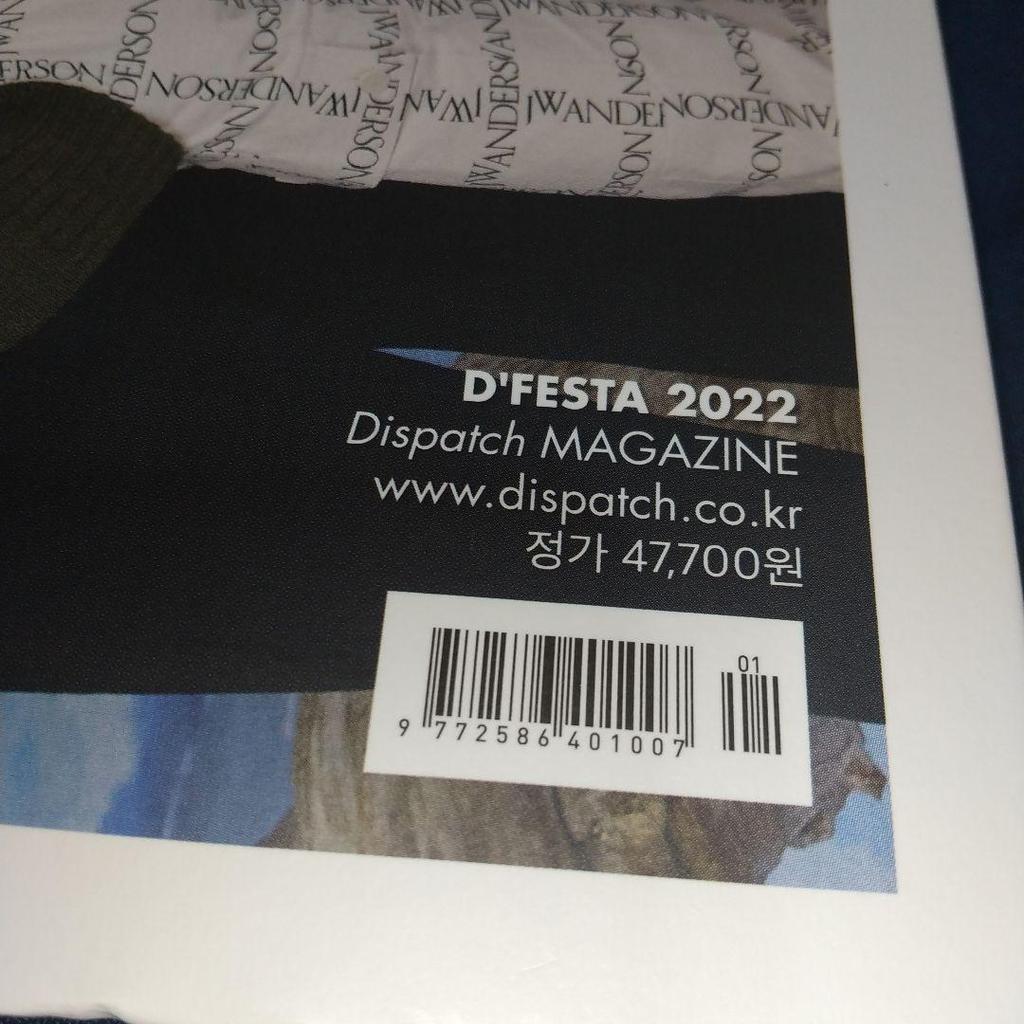 JWANDERSON
D'FESTA 2022
Dispatch MAGAZINE
www.dispatch.co.kr
정가 47,700원
01
9 772586 401007